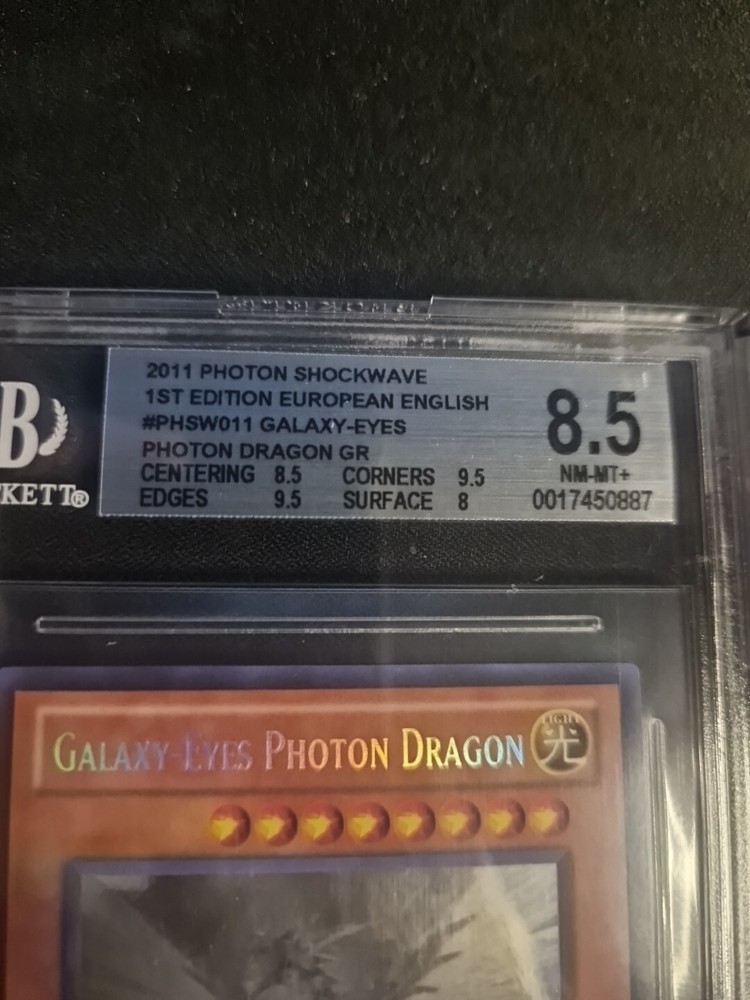 2011 PHOTON SHOCKWAVE
1ST EDITION EUROPEAN ENGLISH
#PHSW011 GALAXY-EYES
PHOTON DRAGON GR
CENTERING 8.5 CORNERS 9.5
EDGES 9.5 SURFACE 8
8.5
NM-MT+
0017450887
B
KETT®
GALAXY-EYES PHOTON DRAGON
LIGHT
光